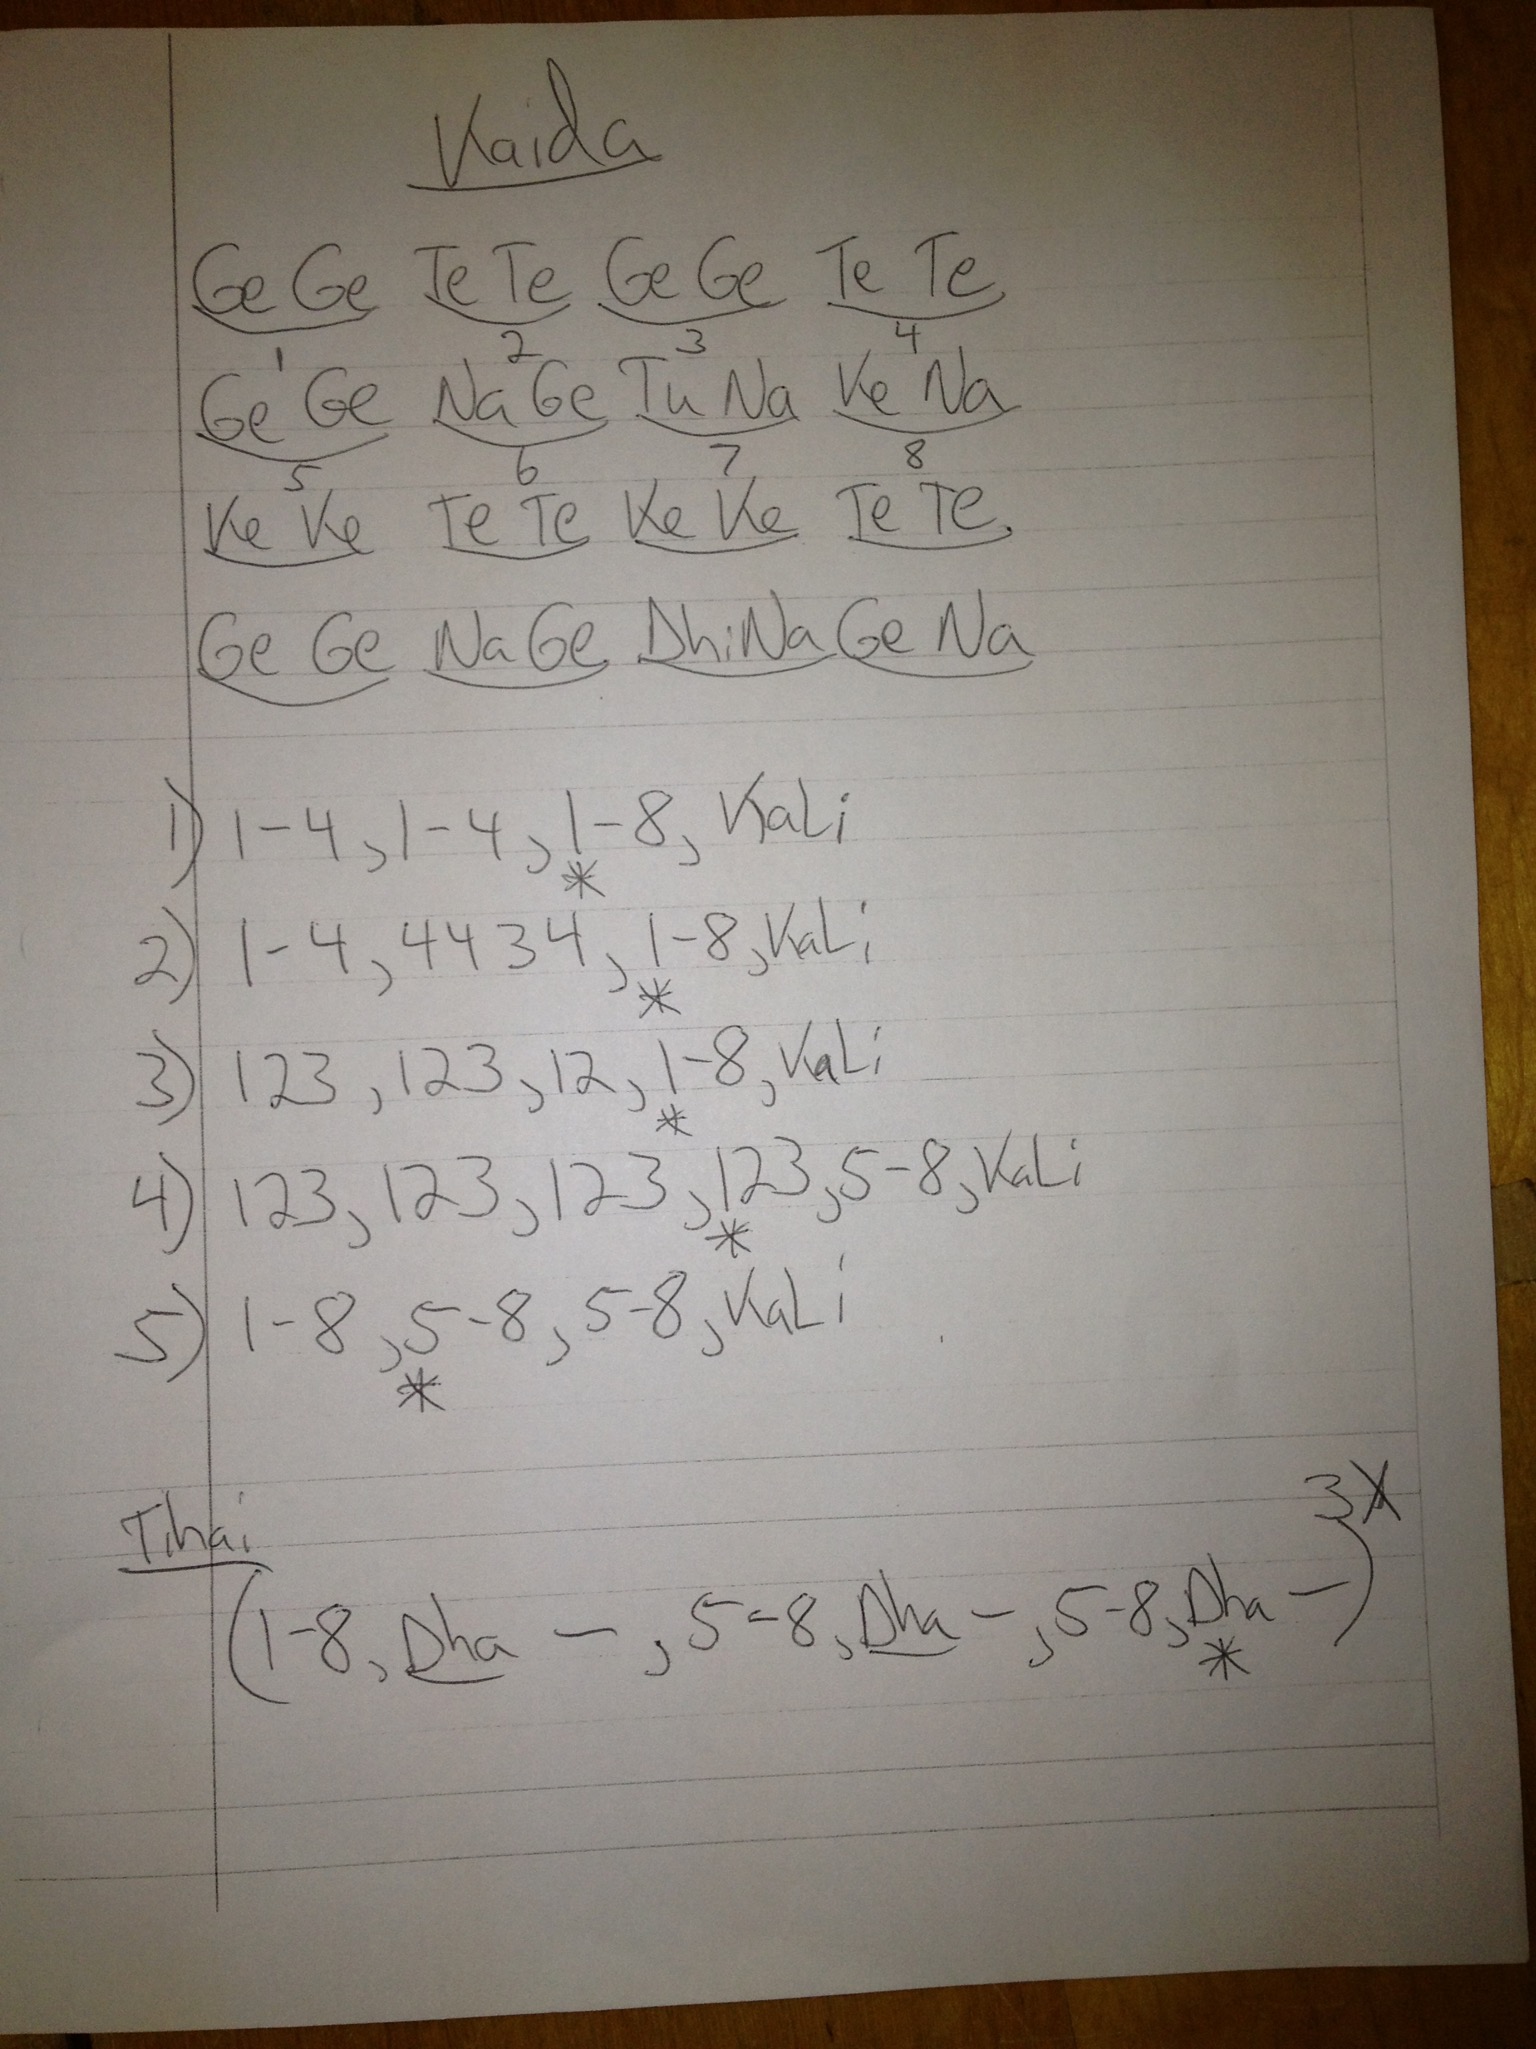 Kaida
Ge Ge Te Te Ge Ge Te Te
1 2 3 4
Ge Ge Na Ge Tu Na Ke Na
5 6 7 8
Ke Ke Te Te Ke Ke Te Te
Ge Ge Na Ge Dhi Na Ge Na
1) 1-4, 1-4, 1-8, KaLi
*
2) 1-4, 4434, 1-8, KaLi
*
3) 123, 123, 12, 1-8, KaLi
*
4) 123, 123, 123, 123, 5-8, KaLi
*
5) 1-8, 5-8, 5-8, KaLi
*
Tihai
3X
(1-8, Dha -, 5-8, Dha -, 5-8, Dha -)
*